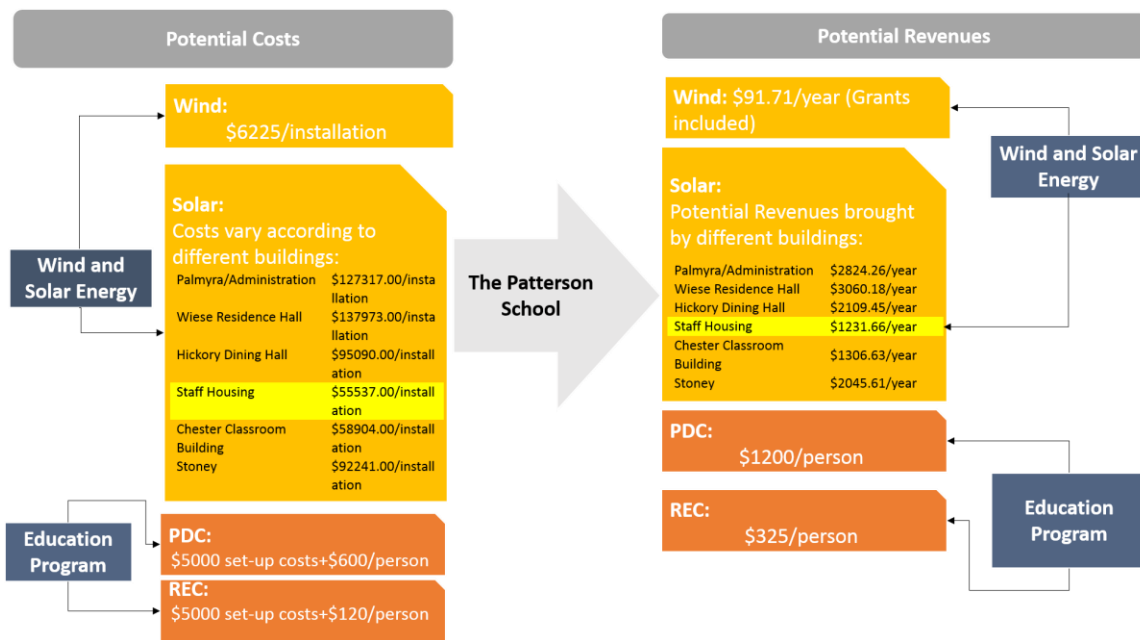 Potential Costs
Wind:
$6225/installation
Solar:
Costs vary according to
different buildings:
Palmyra/Administration $127317.00/insta
llation
Wiese Residence Hall $137973.00/insta
llation
Hickory Dining Hall $95090.00/install
ation
Staff Housing $55537.00/install
ation
Chester Classroom $58904.00/install
Building ation
Stoney $92241.00/install
ation
Wind and
Solar Energy
Education
Program
PDC:
$5000 set-up costs+$600/person
REC:
$5000 set-up costs+$120/person
The Patterson
School
Potential Revenues
Wind: $91.71/year (Grants
included)
Solar:
Potential Revenues brought
by different buildings:
Palmyra/Administration $2824.26/year
Wiese Residence Hall $3060.18/year
Hickory Dining Hall $2109.45/year
Staff Housing $1231.66/year
Chester Classroom
Building $1306.63/year
Stoney $2045.61/year
Wind and Solar
Energy
PDC:
$1200/person
REC:
$325/person
Education
Program